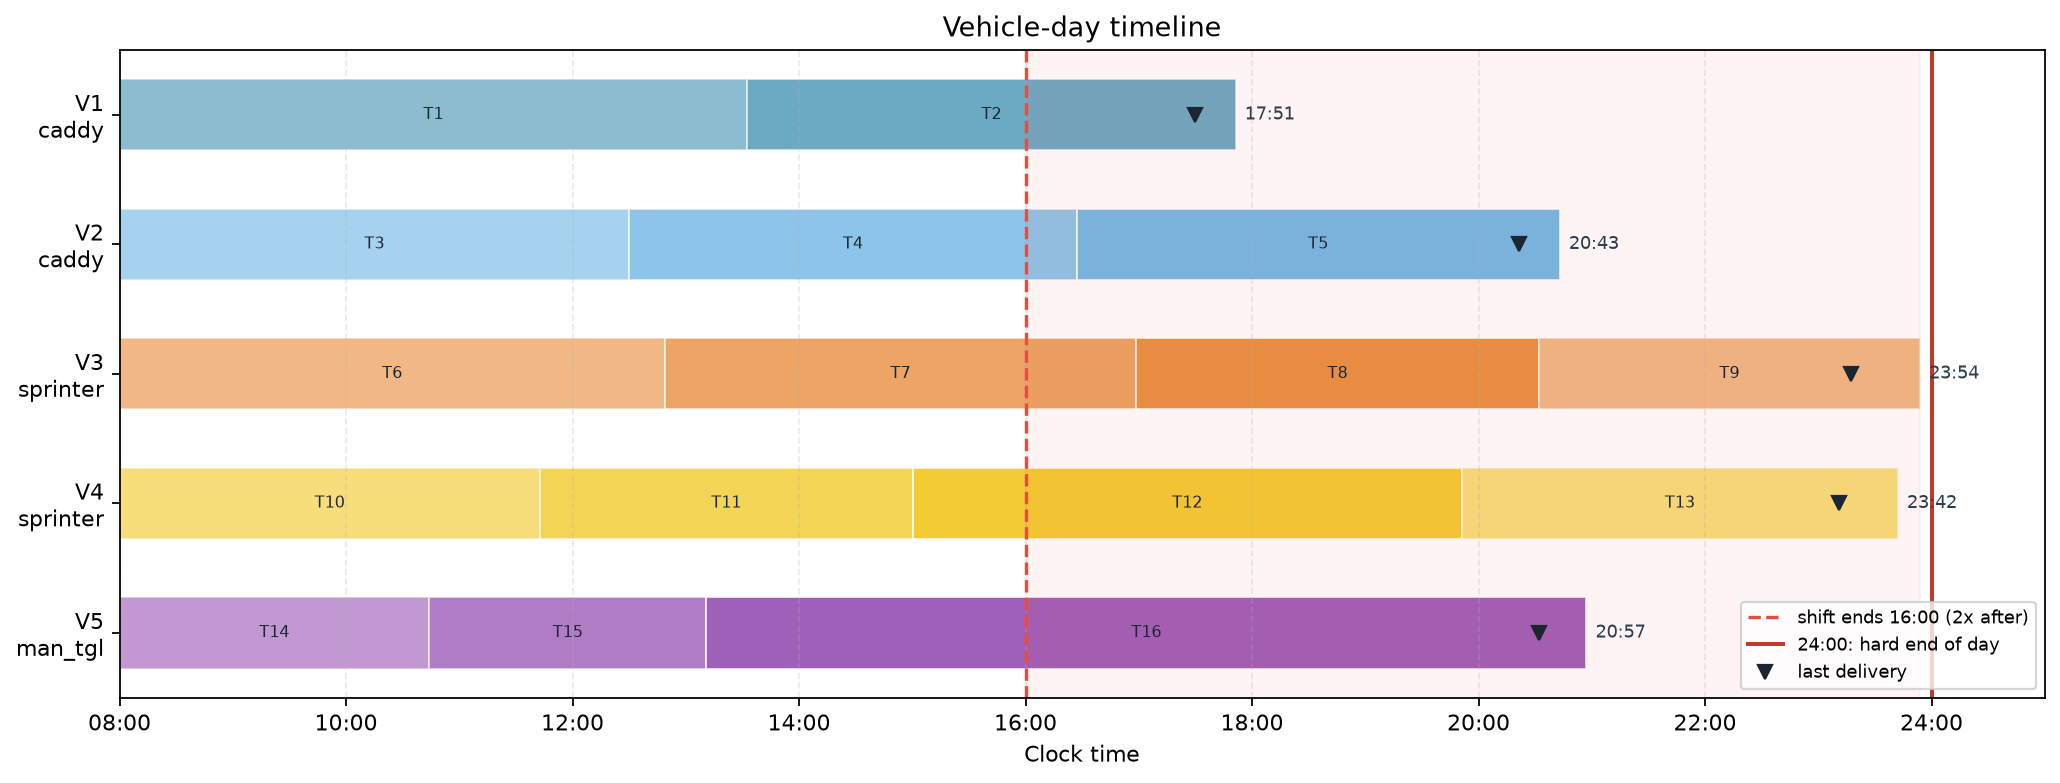 Vehicle-day timeline
V1
caddy
T1
T2
17:51
V2
caddy
T3
T4
T5
20:43
V3
sprinter
T6
T7
T8
T9
23:54
V4
sprinter
T10
T11
T12
T13
23:42
V5
man_tgl
T14
T15
T16
20:57
shift ends 16:00 (2x after)
24:00: hard end of day
last delivery
08:00
10:00
12:00
14:00
16:00
18:00
20:00
22:00
24:00
Clock time